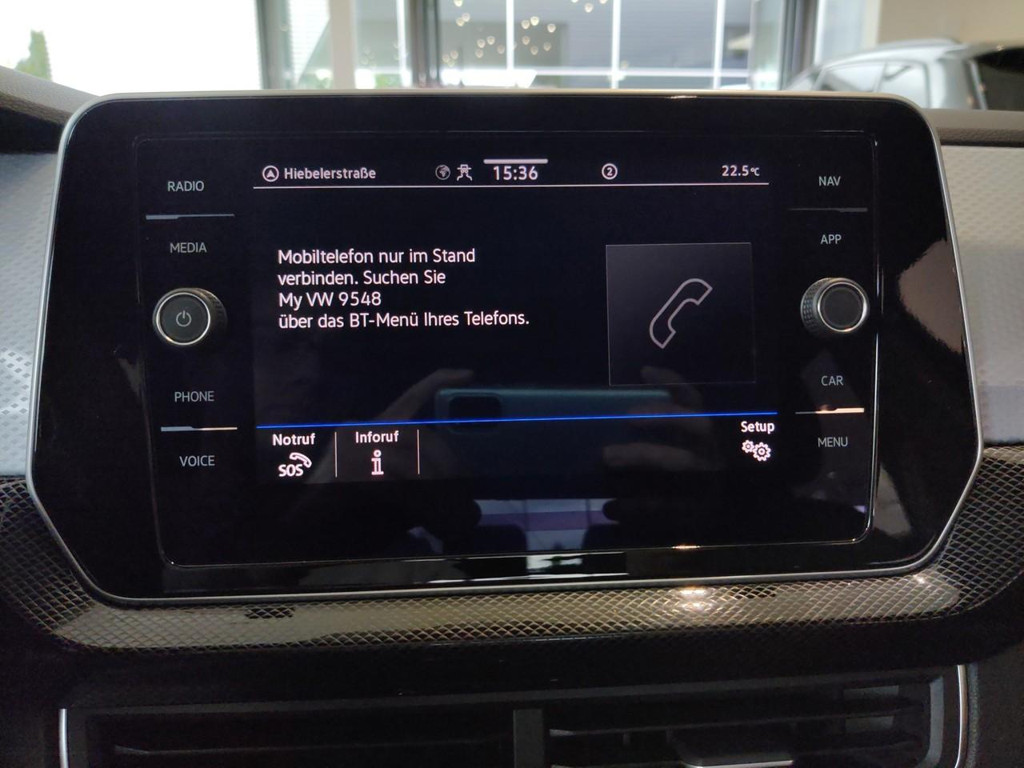 Hiebelerstraße 15:36 2 22.5°C
RADIO
MEDIA
PHONE
VOICE
Mobiltelefon nur im Stand
verbinden. Suchen Sie
My VW 9548
über das BT-Menü Ihres Telefons.
Notruf
SOS
Inforuf
i
Setup
NAV
APP
CAR
MENU